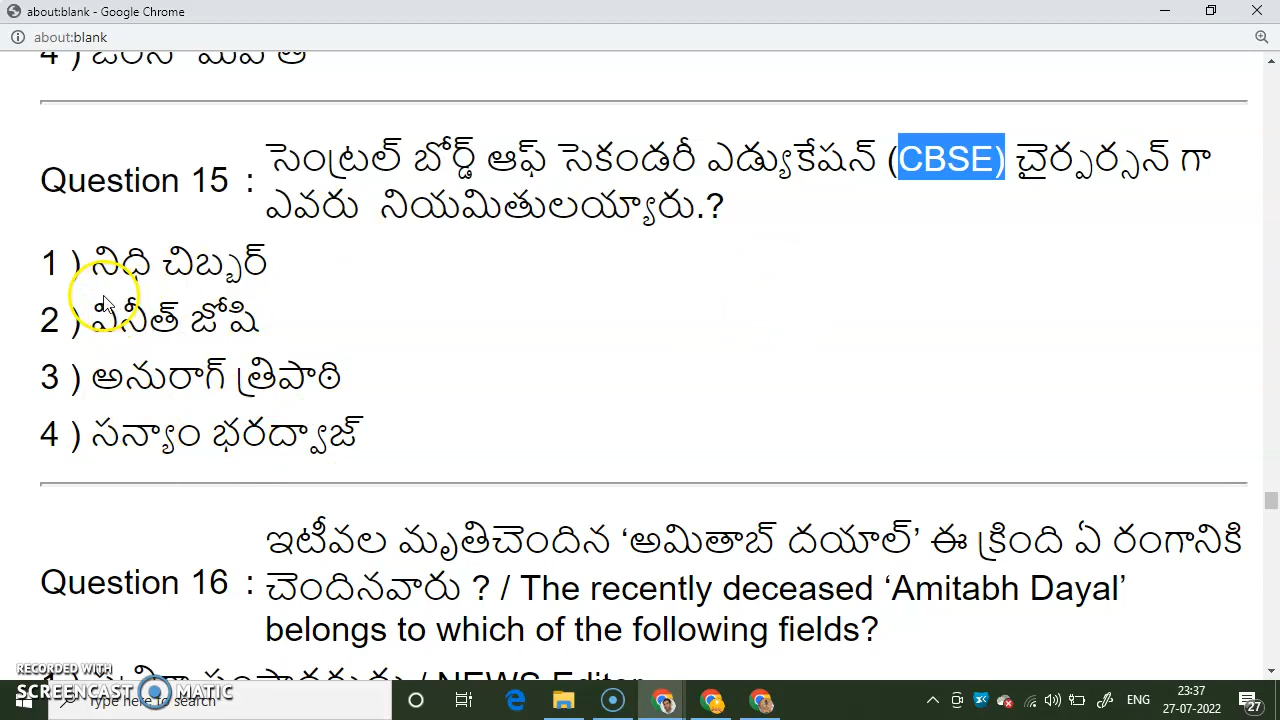 about:blank - Google Chrome
about:blank
Question 15 : సెంట్రల్ బోర్డ్ ఆఫ్ సెకండరీ ఎడ్యుకేషన్ (CBSE) చైర్పర్సన్ గా
ఎవరు నియమితులయ్యారు.?
1 ) నిధి చిబ్బర్
2 ) వినీత్ జోషి
3 ) అనురాగ్ త్రిపాఠి
4 ) సన్యాం భరద్వాజ్
ఇటీవల మృతిచెందిన ‘అమితాబ్ దయాల్’ ఈ క్రింది ఏ రంగానికి
Question 16 : చెందినవారు ? / The recently deceased ‘Amitabh Dayal’
belongs to which of the following fields?
/ NEWS Editor
RECORDED WITH
SCREENCAST MATIC
Type here to search
ENG
23:37
27-07-2022
27